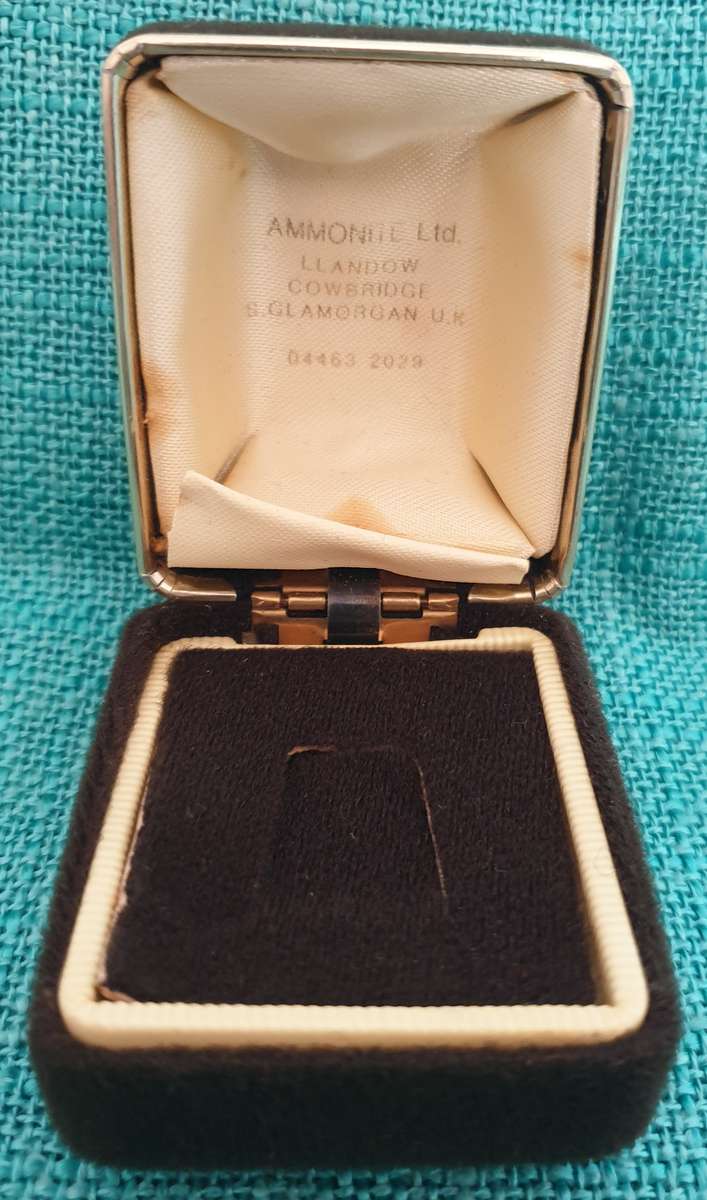 AMMONITE Ltd.
LLANDOW
COWBRIDGE
S.GLAMORGAN U.K
04463 2029